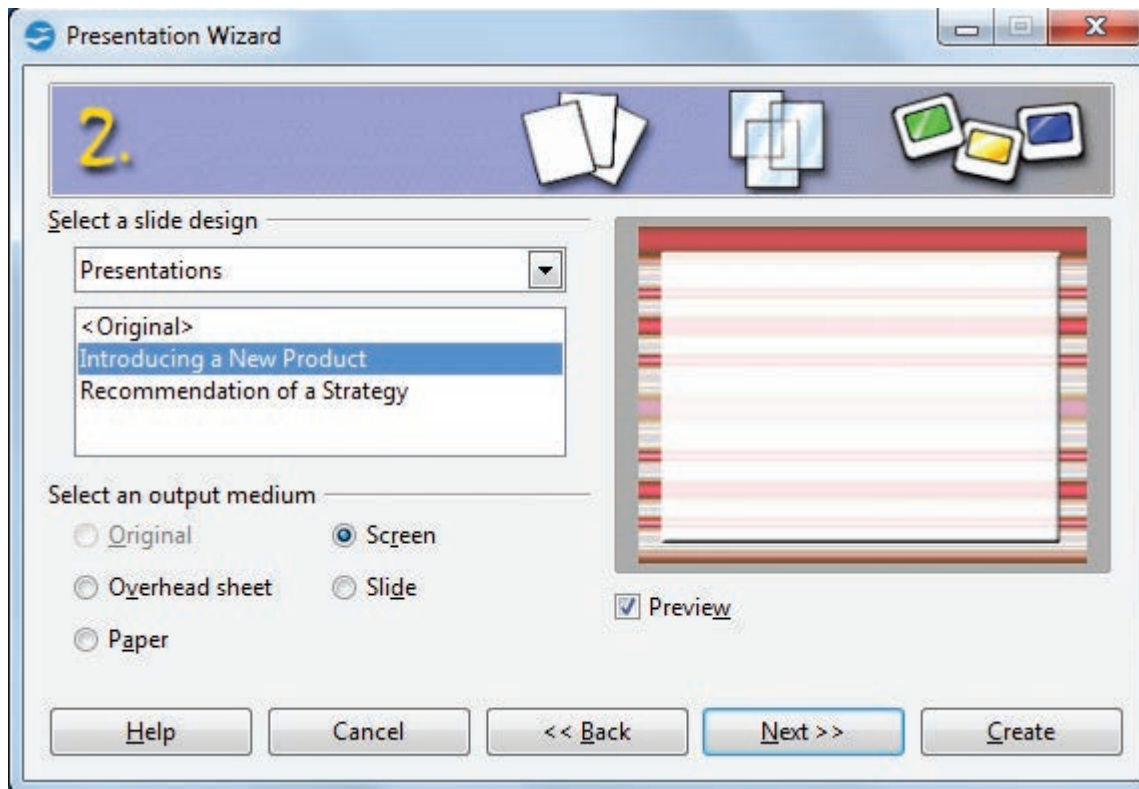 Presentation Wizard
2.
Select a slide design
Presentations
<Original>
Introducing a New Product
Recommendation of a Strategy
Select an output medium
Original
Screen
Overhead sheet
Slide
Paper
Preview
Help
Cancel
<< Back
Next >>
Create